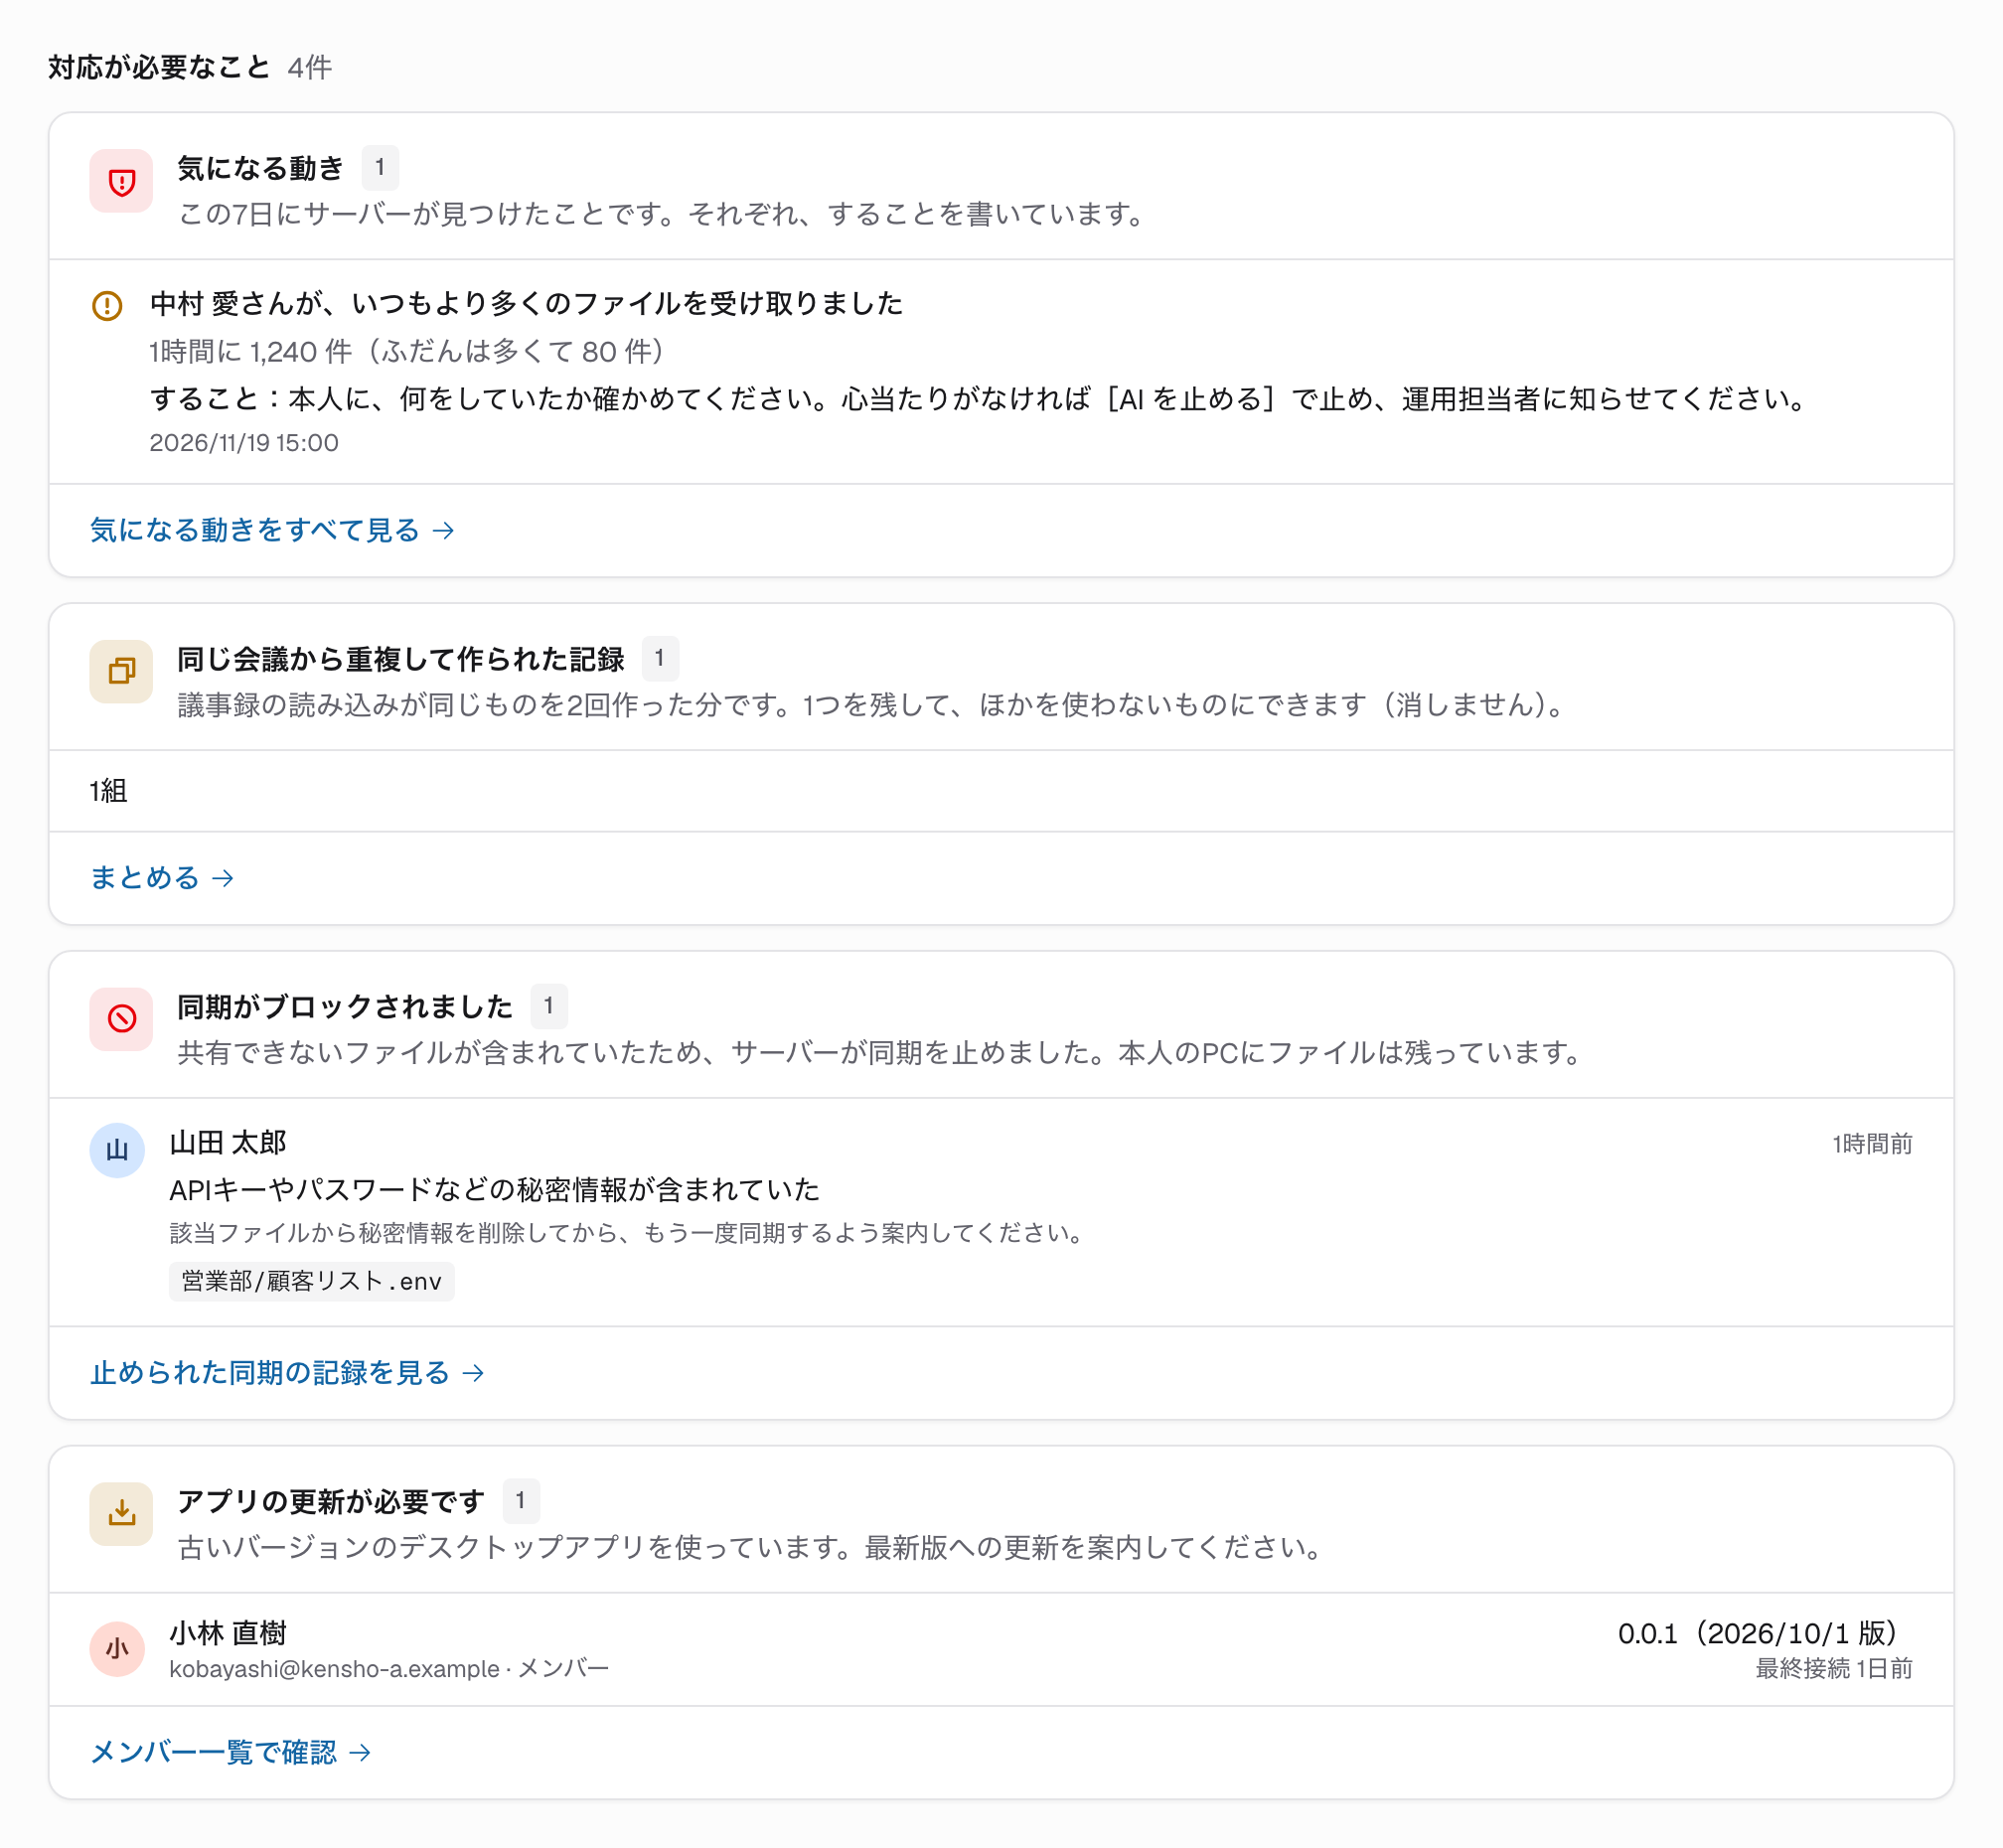 対応が必要なこと 4件
気になる動き 1
この7日にサーバーが見つけたことです。それぞれ、することを書いています。
中村 愛さんが、いつもより多くのファイルを受け取りました
1時間に 1,240 件（ふだんは多くて 80 件）
すること：本人に、何をしていたか確かめてください。心当たりがなければ［AI を止める］で止め、運用担当者に知らせてください。
2026/11/19 15:00
気になる動きをすべて見る →
同じ会議から重複して作られた記録 1
議事録の読み込みが同じものを2回作った分です。1つを残して、ほかを使わないものにできます（消しません）。
1組
まとめる →
同期がブロックされました 1
共有できないファイルが含まれていたため、サーバーが同期を止めました。本人のPCにファイルは残っています。
山 山田 太郎 1時間前
APIキーやパスワードなどの秘密情報が含まれていた
該当ファイルから秘密情報を削除してから、もう一度同期するよう案内してください。
営業部/顧客リスト.env
止められた同期の記録を見る →
アプリの更新が必要です 1
古いバージョンのデスクトップアプリを使っています。最新版への更新を案内してください。
小 小林 直樹 0.0.1（2026/10/1 版）
kobayashi@kensho-a.example · メンバー 最終接続 1日前
メンバー一覧で確認 →